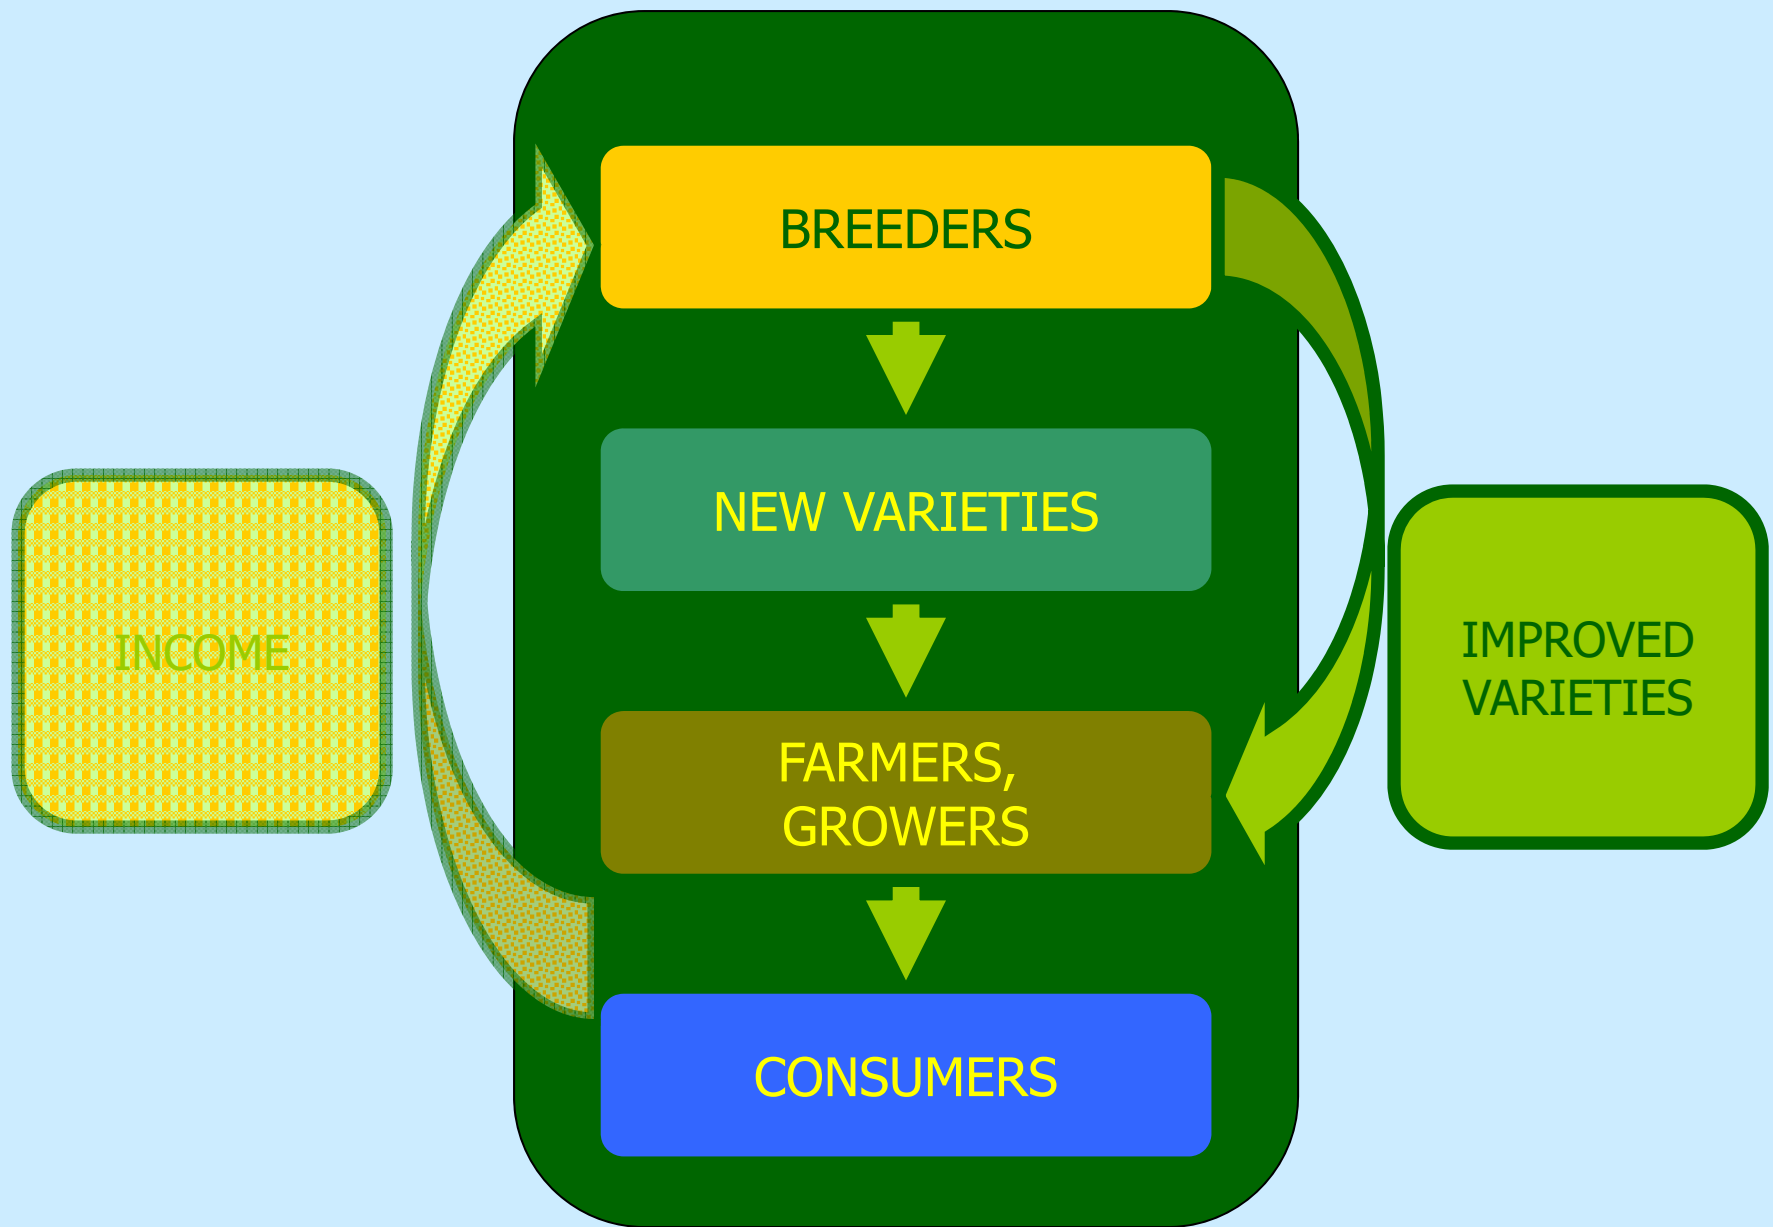 BREEDERS
NEW VARIETIES
FARMERS,
GROWERS
CONSUMERS
INCOME
IMPROVED
VARIETIES